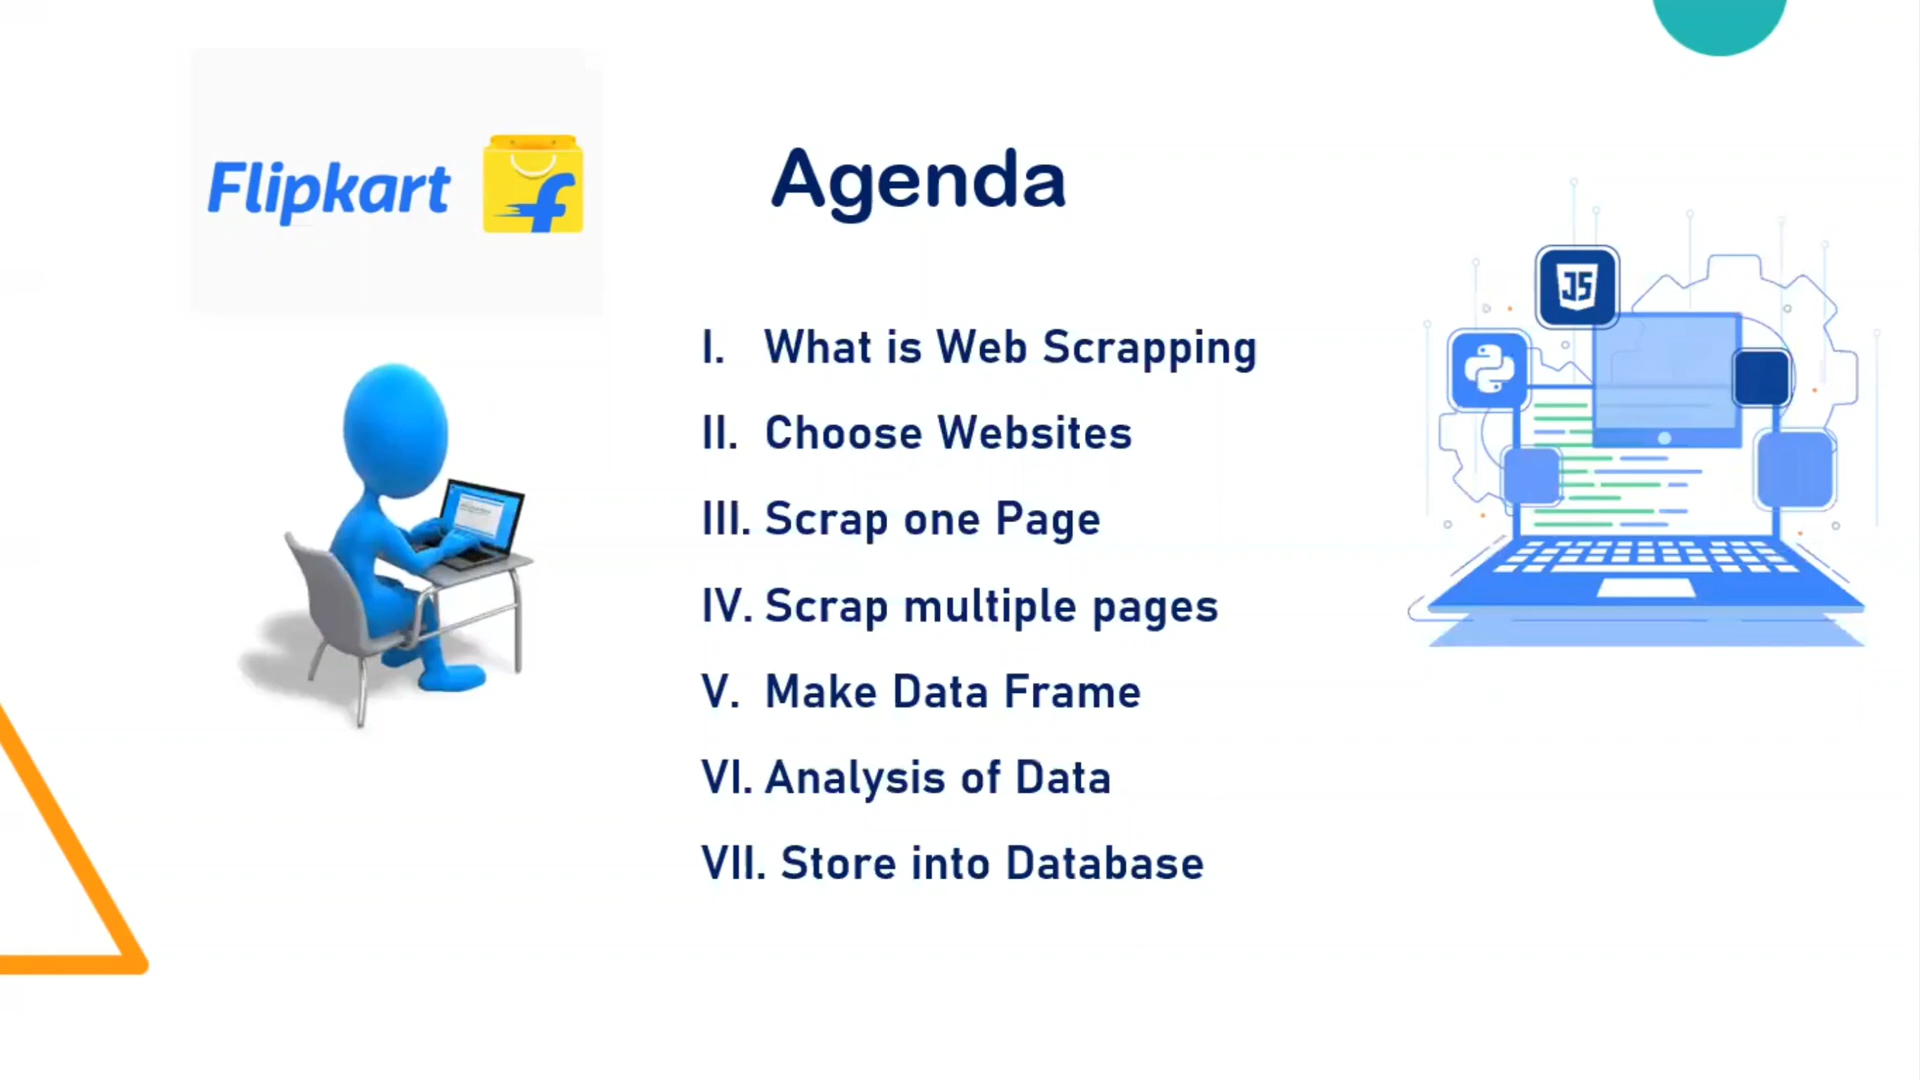 Flipkart
f
Agenda
JS
I. What is Web Scrapping
II. Choose Websites
III. Scrap one Page
IV. Scrap multiple pages
V. Make Data Frame
VI. Analysis of Data
VII. Store into Database